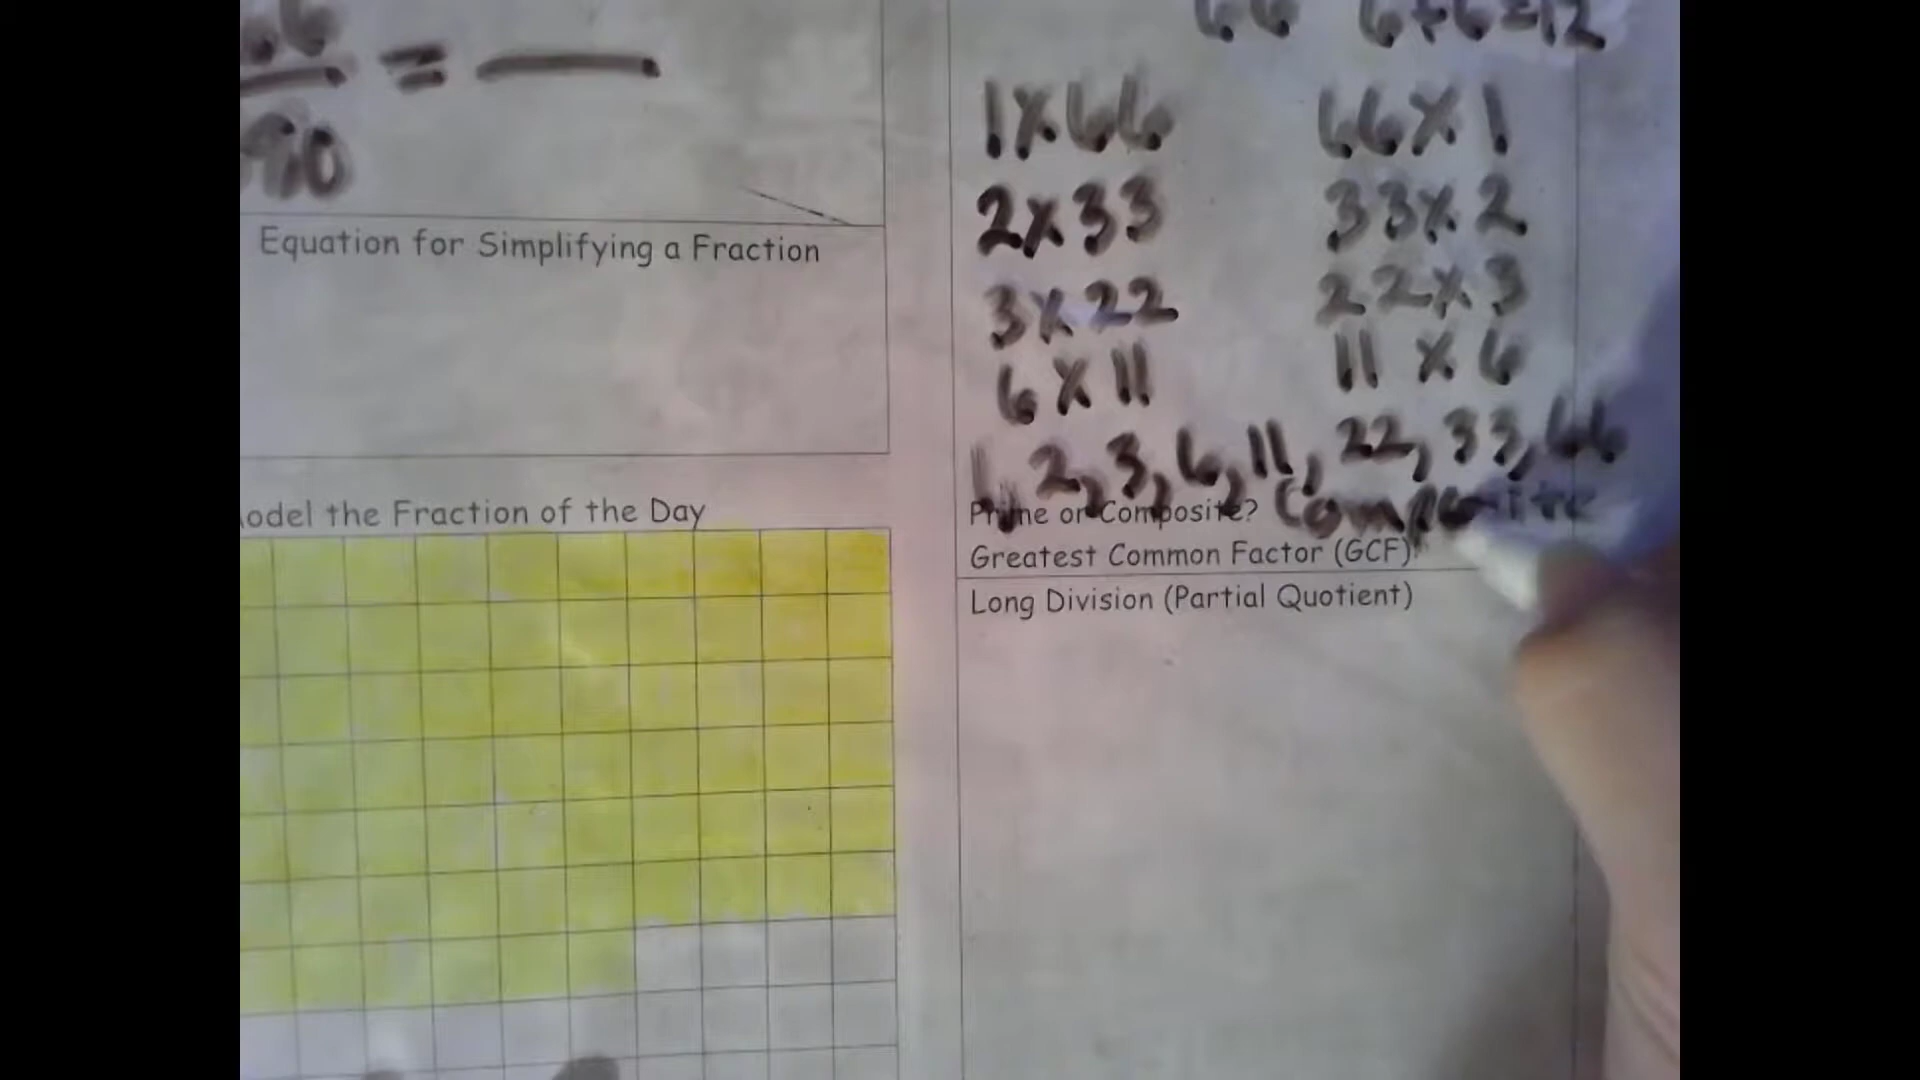 66 6+6=12
66 = 
90
1x66 66x1
2x33 33x2
3x22 22x3
6x11 11x6
1, 2, 3, 6, 11, 22, 33, 66
Equation for Simplifying a Fraction
odel the Fraction of the Day
Prime or Composite? Composite
Greatest Common Factor (GCF)
Long Division (Partial Quotient)